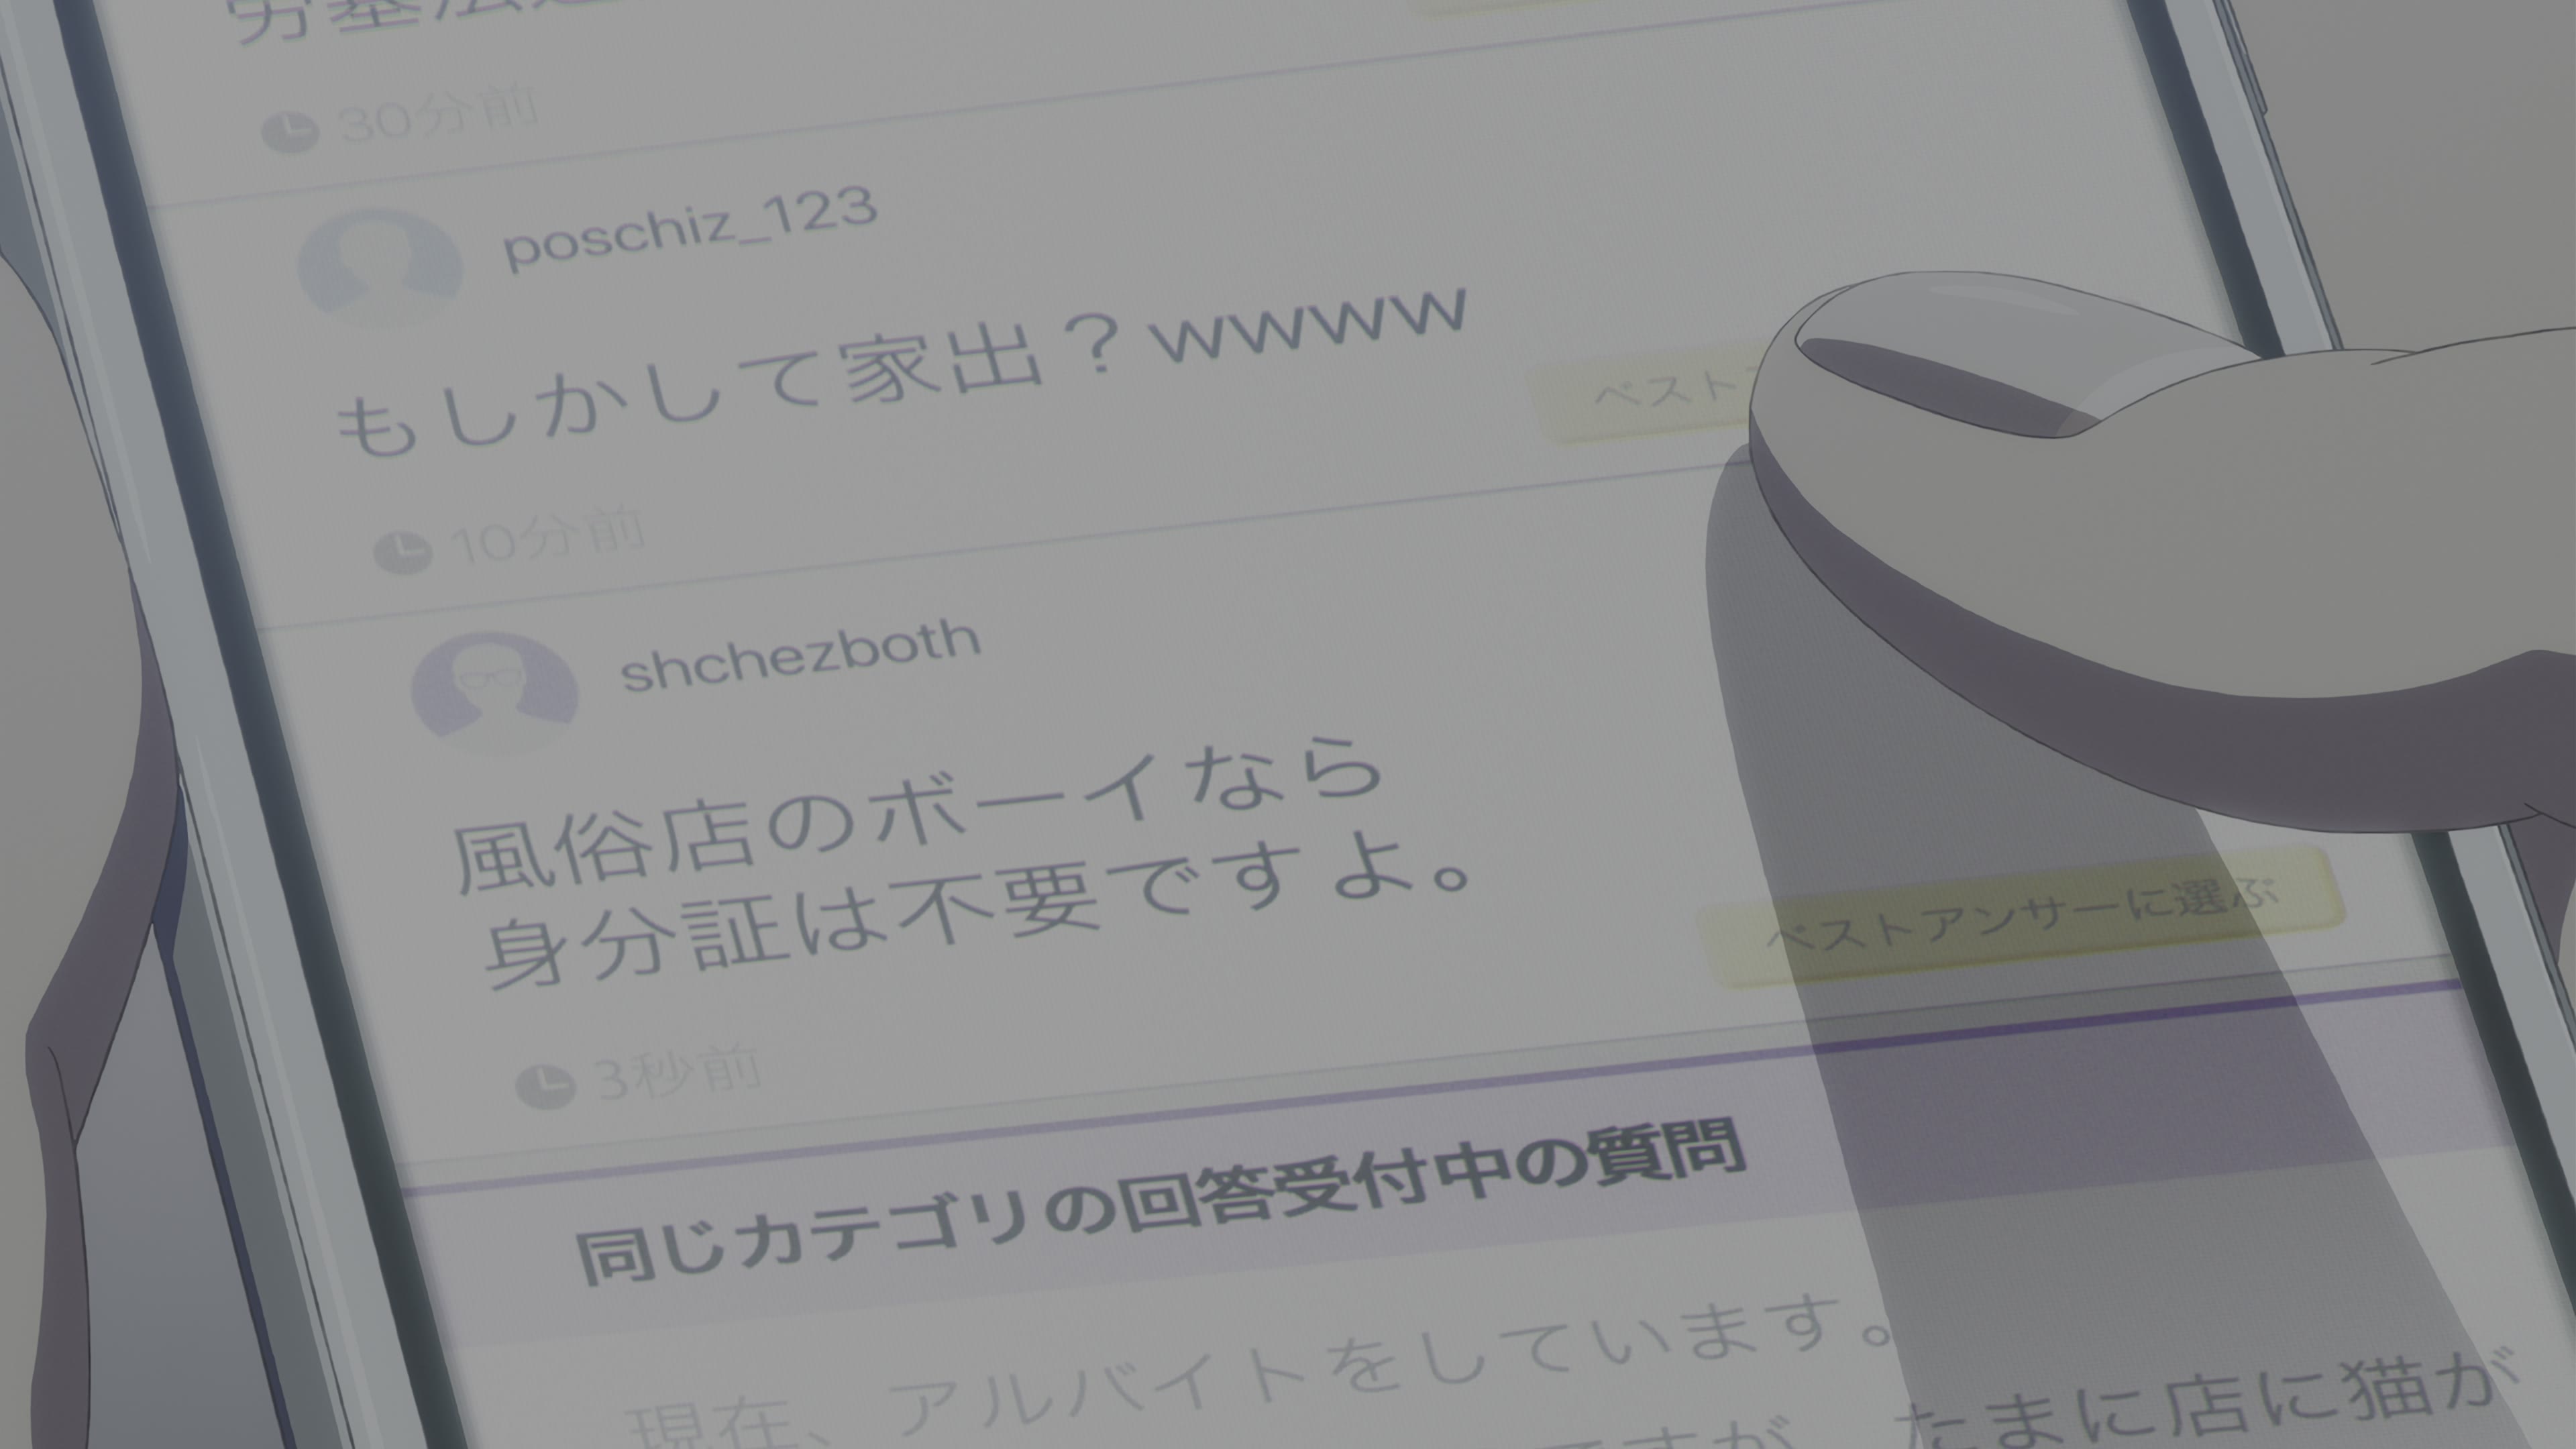 30分前
poschiz_123
もしかして家出？wwww
ベスト
10分前
shchezboth
風俗店のボーイなら
身分証は不要ですよ。
ベストアンサーに選ぶ
3秒前
同じカテゴリの回答受付中の質問
現在、アルバイトをしています。
たまに店に猫が